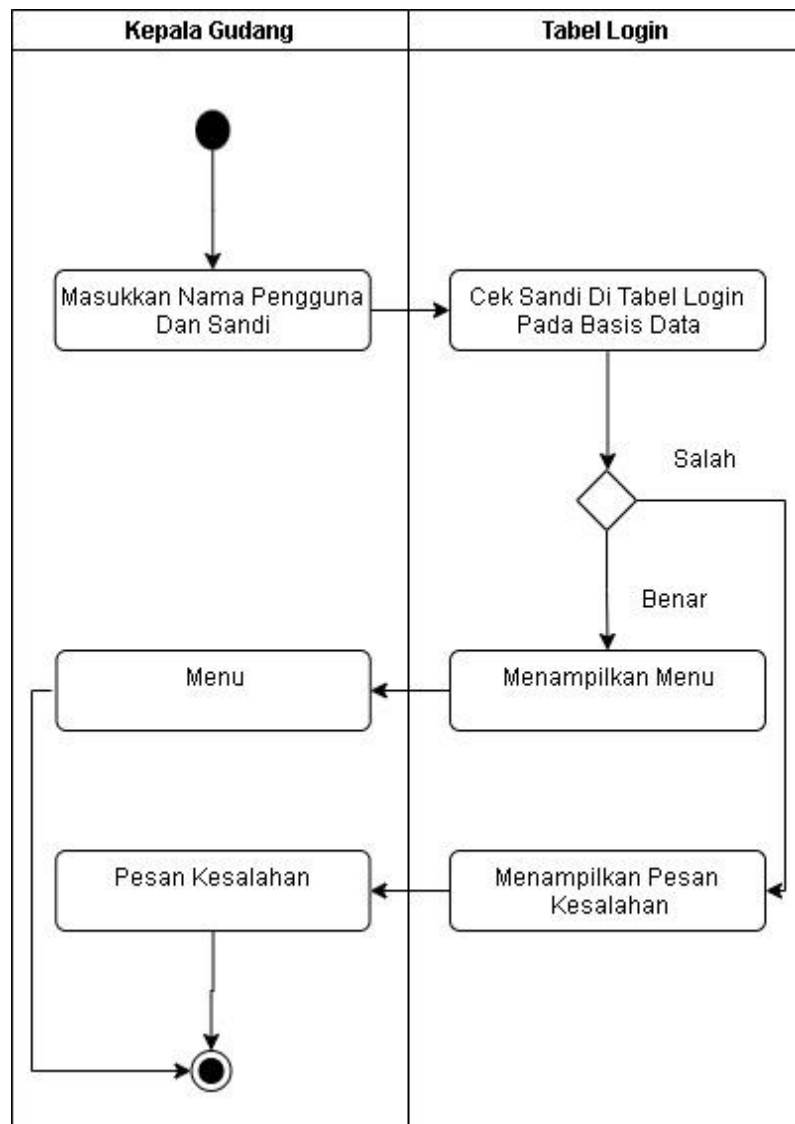 Kepala Gudang
Tabel Login
Masukkan Nama Pengguna
Dan Sandi
Cek Sandi Di Tabel Login
Pada Basis Data
Salah
Benar
Menu
Menampilkan Menu
Pesan Kesalahan
Menampilkan Pesan
Kesalahan